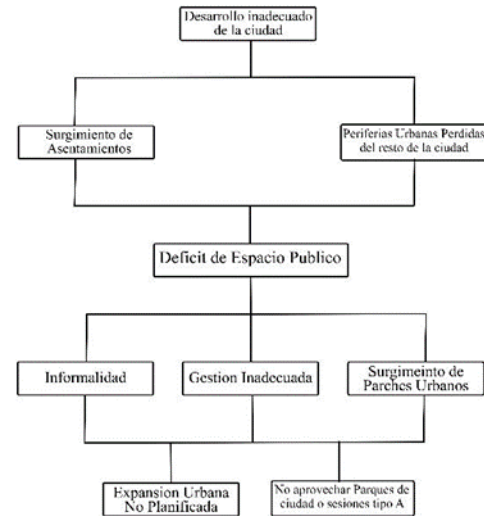 Desarrollo inadecuado
de la ciudad
Surgimiento de
Asentamientos
Periferias Urbanas Perdidas
del resto de la ciudad
Deficit de Espacio Publico
Informalidad
Gestion Inadecuada
Surgmeinto de
Parches Urbanos
Expansion Urbana
No Planificada
No aprovechar Parques de
ciudad o sesiones tipo A